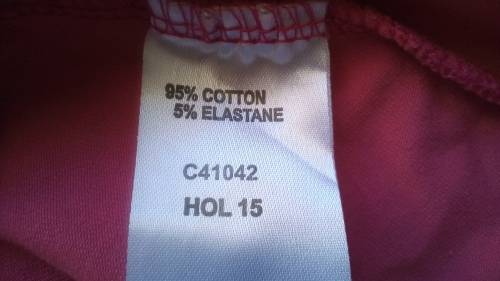 95% COTTON
5% ELASTANE
C41042
HOL 15